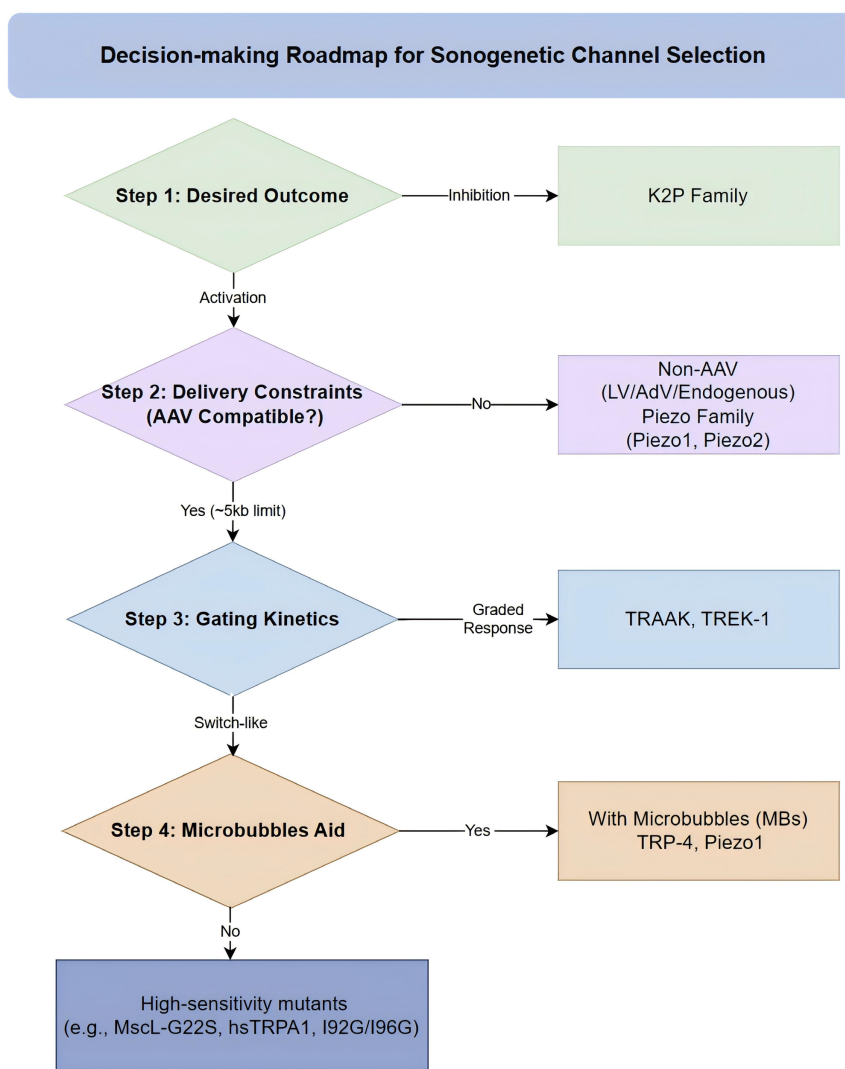 Decision-making Roadmap for Sonogenetic Channel Selection
Step 1: Desired Outcome
Inhibition
K2P Family
Activation
Step 2: Delivery Constraints
(AAV Compatible?)
No
Non-AAV
(LV/AdV/Endogenous)
Piezo Family
(Piezo1, Piezo2)
Yes (~5kb limit)
Step 3: Gating Kinetics
Graded
Response
TRAAK, TREK-1
Switch-like
Step 4: Microbubbles Aid
Yes
With Microbubbles (MBs)
TRP-4, Piezo1
No
High-sensitivity mutants
(e.g., MscL-G22S, hsTRPA1, I92G/I96G)